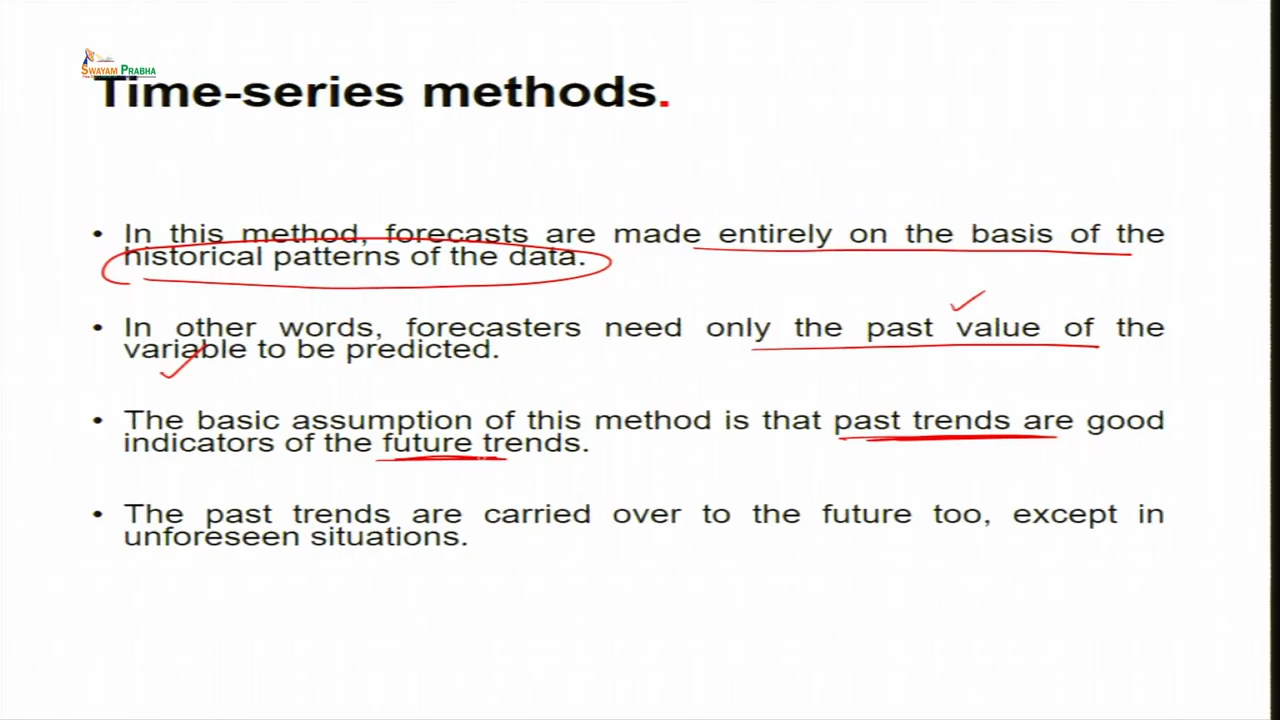 SWAYAM PRABHA
Time-series methods.
• In this method, forecasts are made entirely on the basis of the
historical patterns of the data.
• In other words, forecasters need only the past value of the
variable to be predicted.
• The basic assumption of this method is that past trends are good
indicators of the future trends.
• The past trends are carried over to the future too, except in
unforeseen situations.